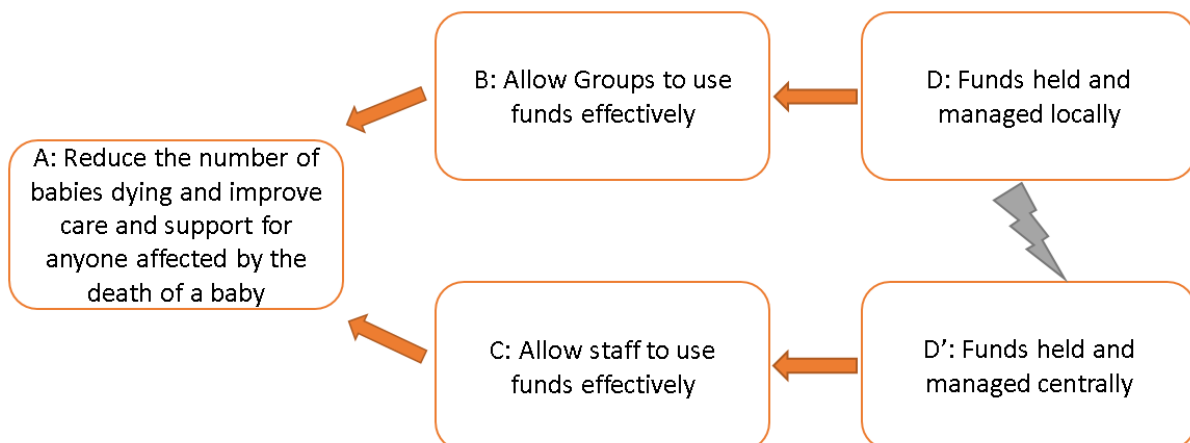 B: Allow Groups to use
funds effectively
D: Funds held and
managed locally
A: Reduce the number of
babies dying and improve
care and support for
anyone affected by the
death of a baby
C: Allow staff to use
funds effectively
D’: Funds held and
managed centrally